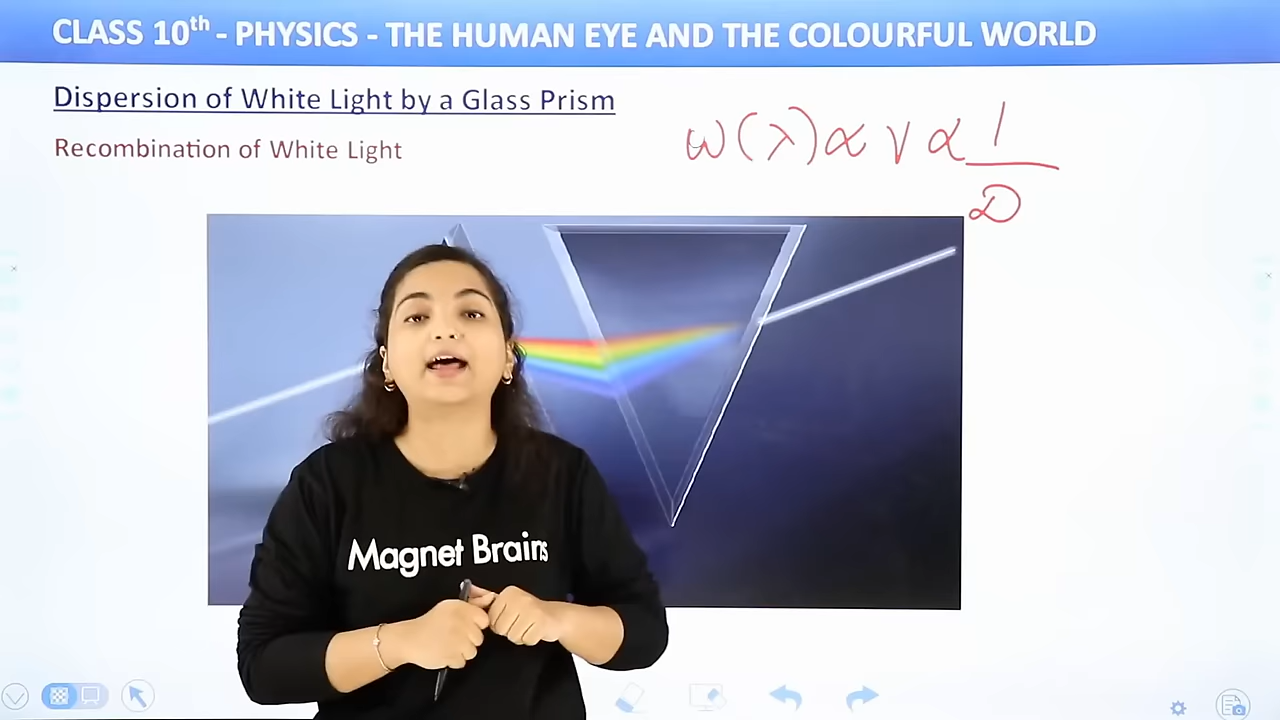 CLASS 10th - PHYSICS - THE HUMAN EYE AND THE COLOURFUL WORLD
Dispersion of White Light by a Glass Prism
Recombination of White Light
ω(λ) ∝ v ∝ 1/D
Magnet Brains